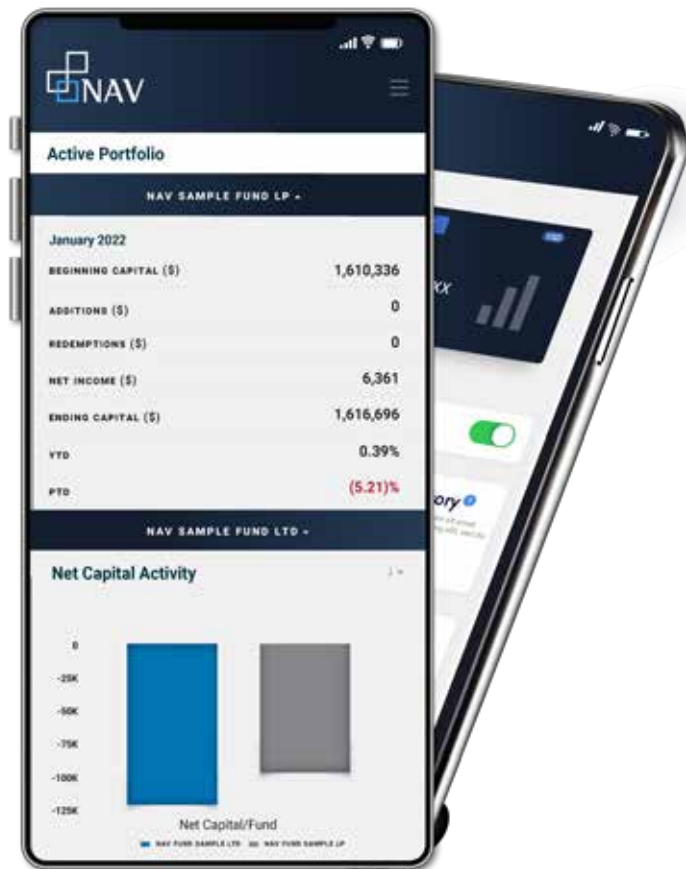 NAV
Active Portfolio
NAV SAMPLE FUND LP
January 2022
BEGINNING CAPITAL ($) 1,610,336
ADDITIONS ($) 0
REDEMPTIONS ($) 0
NET INCOME ($) 6,361
ENDING CAPITAL ($) 1,616,696
YTD 0.39%
PTD (5.21)%
NAV SAMPLE FUND LTD
Net Capital Activity
0
-25K
-50K
-75K
-100K
-125K
Net Capital/Fund
NAV FUND SAMPLE LTD NAV FUND SAMPLE LP
XX
ory